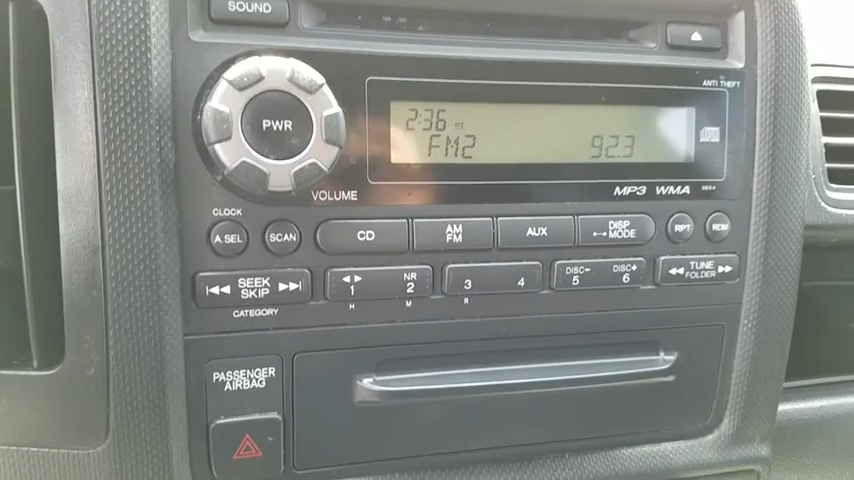 SOUND
ANTI THEFT
PWR
2:36 ST
FM2 92.3
VOLUME
MP3 WMA
CLOCK
A.SEL SCAN CD AM FM AUX DISP MODE RPT RDM
SEEK SKIP
CATEGORY
1 NR 2 3 4 DISC- 5 DISC+ 6
H M R
TUNE FOLDER
PASSENGER
AIRBAG